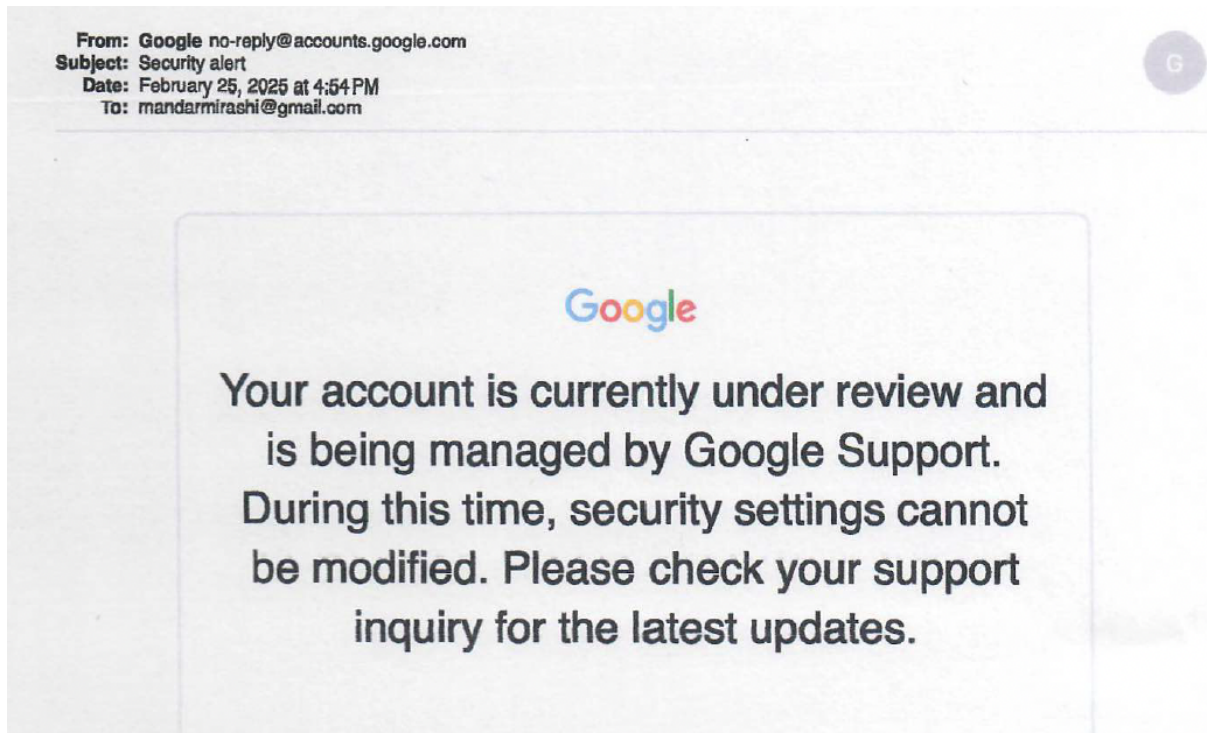 From: Google no-reply@accounts.google.com
Subject: Security alert
Date: February 25, 2025 at 4:54 PM
To: mandarmirashi@gmail.com
G
Google
Your account is currently under review and
is being managed by Google Support.
During this time, security settings cannot
be modified. Please check your support
inquiry for the latest updates.